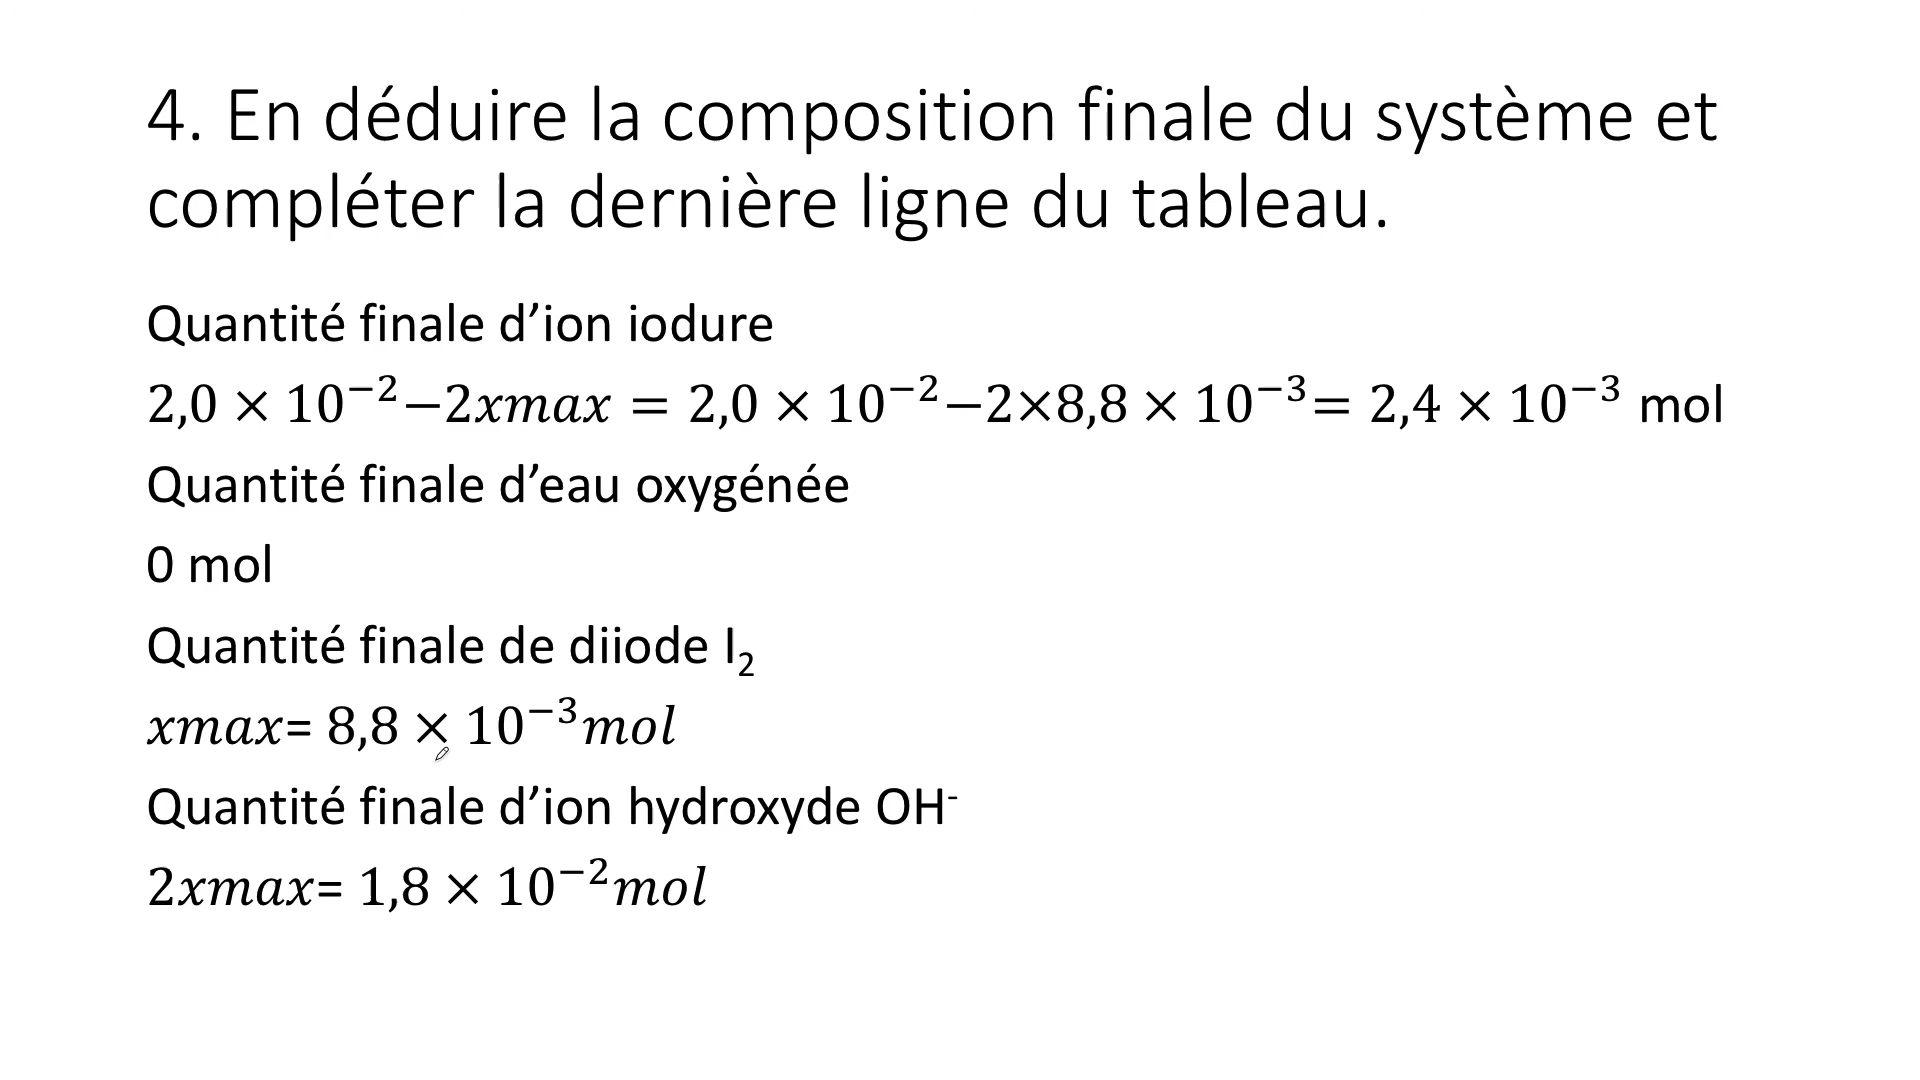 4. En déduire la composition finale du système et
compléter la dernière ligne du tableau.
Quantité finale d’ion iodure
2,0 × 10⁻²−2xmax = 2,0 × 10⁻²−2×8,8 × 10⁻³= 2,4 × 10⁻³ mol
Quantité finale d’eau oxygénée
0 mol
Quantité finale de diiode I₂
xmax= 8,8 × 10⁻³mol
Quantité finale d’ion hydroxyde OH⁻
2xmax= 1,8 × 10⁻²mol